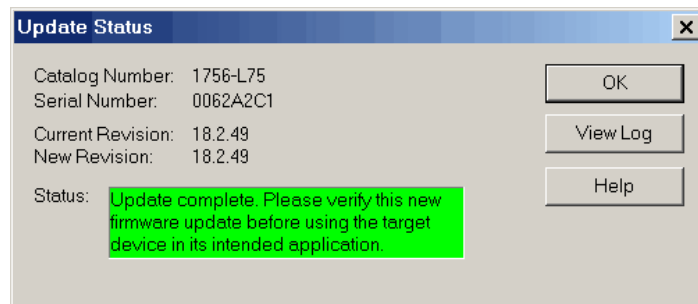 Update Status
Catalog Number: 1756-L75
Serial Number: 0062A2C1
Current Revision: 18.2.49
New Revision: 18.2.49
Status: Update complete. Please verify this new
firmware update before using the target
device in its intended application.
OK
View Log
Help